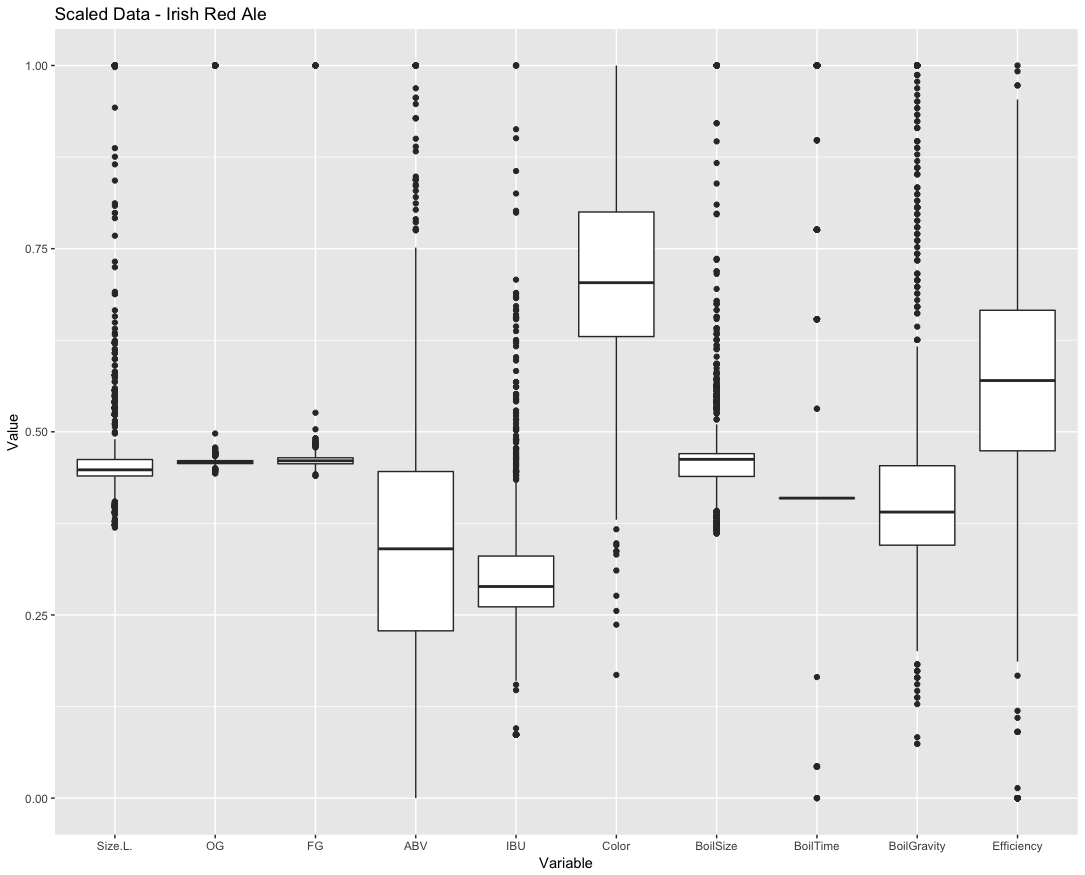 Scaled Data - Irish Red Ale
1.00
0.75
0.50
0.25
0.00
Value
Size.L. OG FG ABV IBU Color BoilSize BoilTime BoilGravity Efficiency
Variable